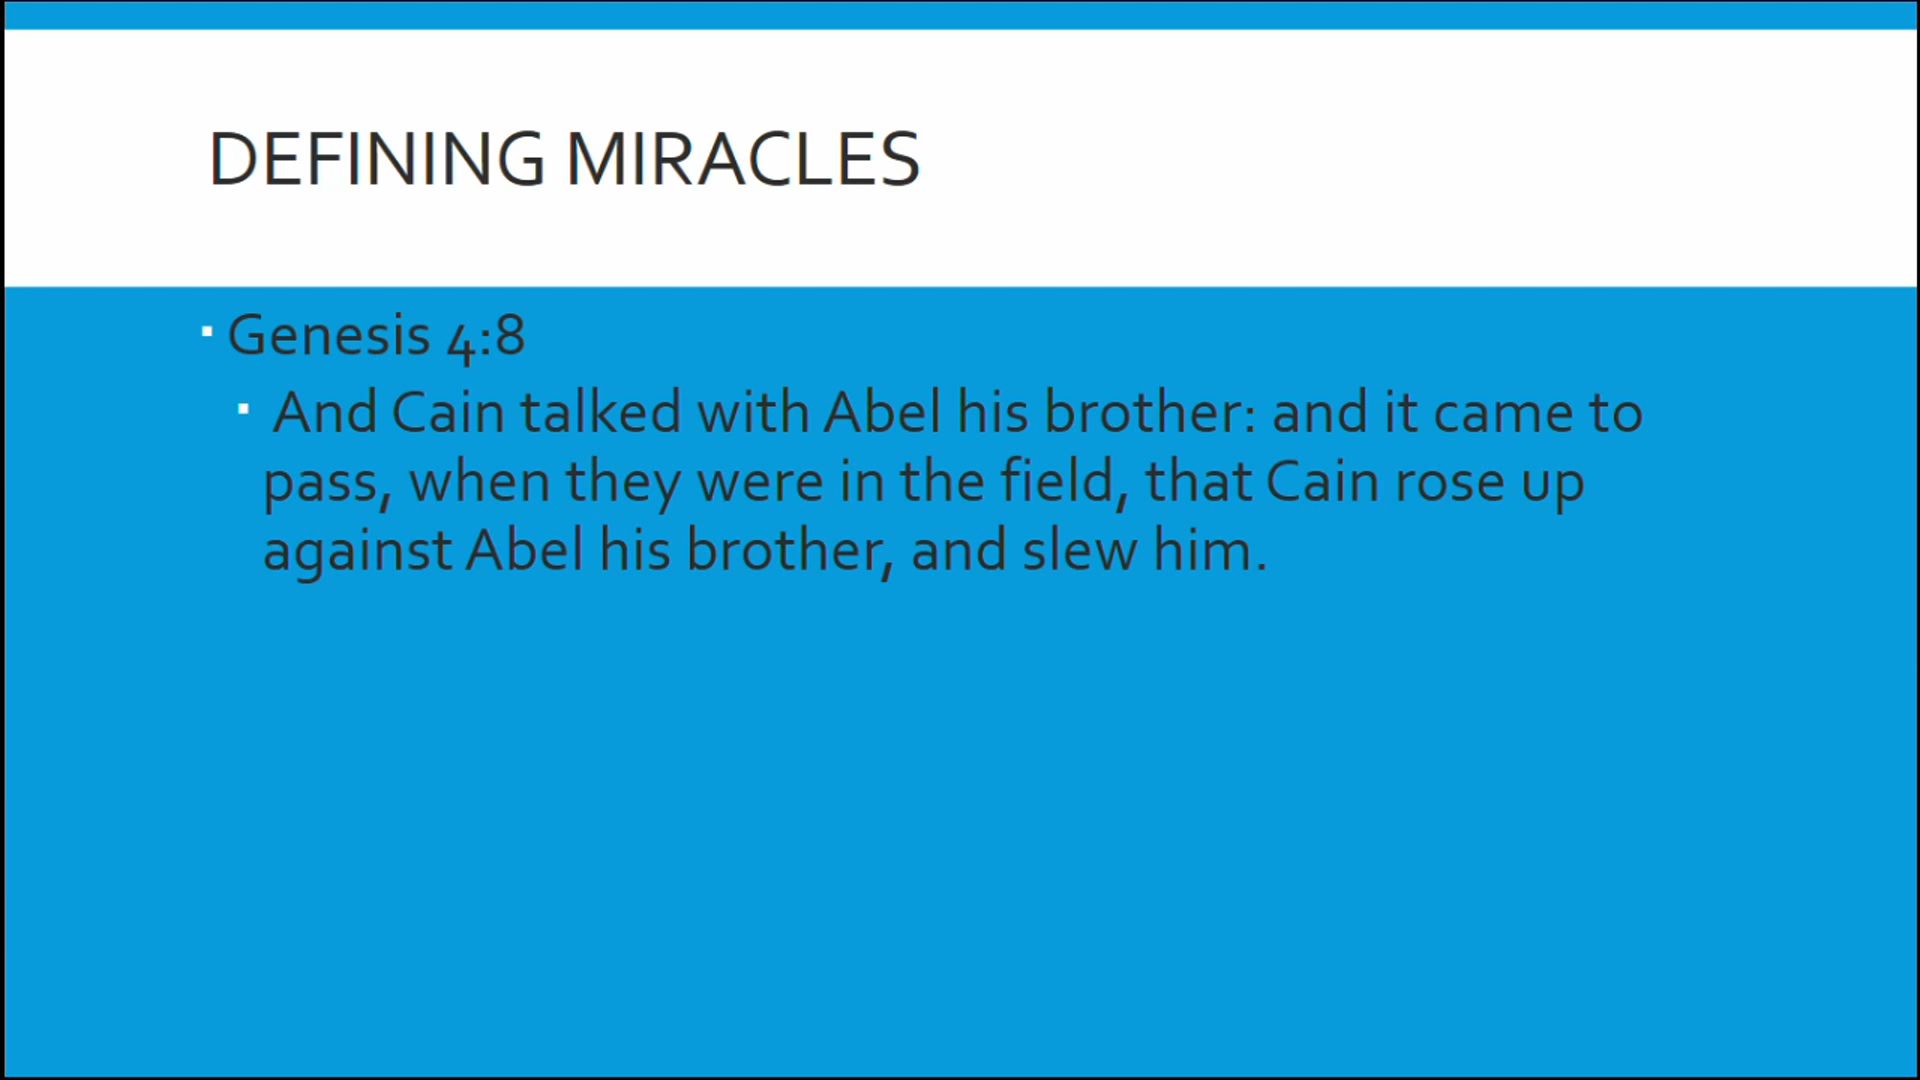 DEFINING MIRACLES
Genesis 4:8
And Cain talked with Abel his brother: and it came to
pass, when they were in the field, that Cain rose up
against Abel his brother, and slew him.